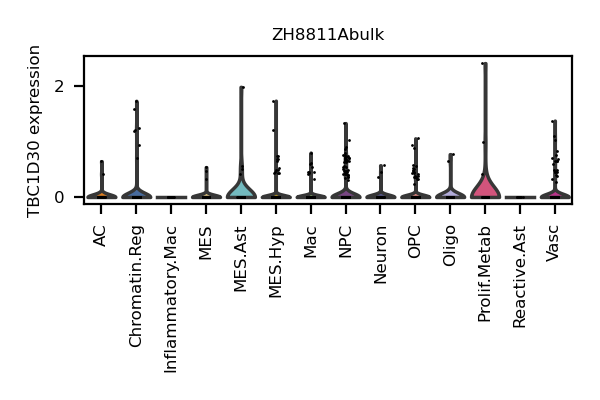 ZH8811Abulk
TBC1D30 expression
2
0
AC
Chromatin.Reg
Inflammatory.Mac
MES
MES.Ast
MES.Hyp
Mac
NPC
Neuron
OPC
Oligo
Prolif.Metab
Reactive.Ast
Vasc